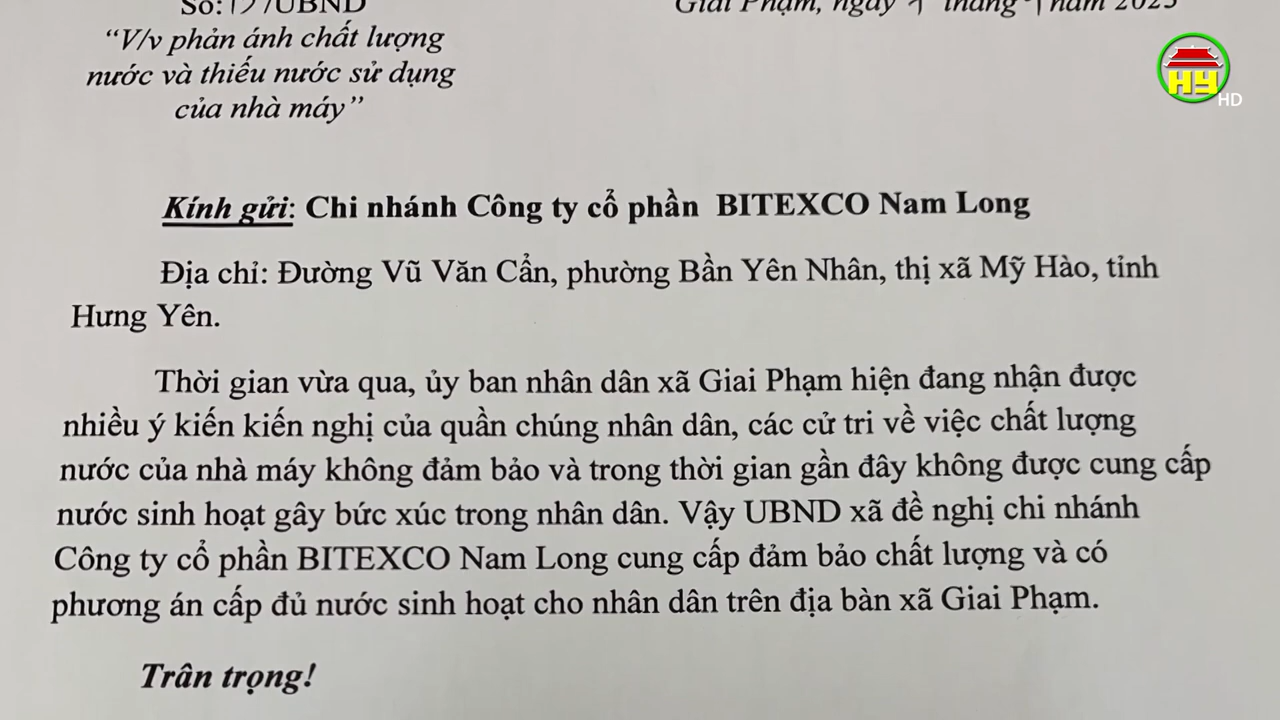 Giai Phạm, ngày tháng năm 2023
"V/v phản ánh chất lượng
nước và thiếu nước sử dụng
của nhà máy"
HY
HD
Kính gửi: Chi nhánh Công ty cổ phần BITEXCO Nam Long
Địa chỉ: Đường Vũ Văn Cẩn, phường Bần Yên Nhân, thị xã Mỹ Hào, tỉnh
Hưng Yên.
Thời gian vừa qua, ủy ban nhân dân xã Giai Phạm hiện đang nhận được
nhiều ý kiến kiến nghị của quần chúng nhân dân, các cử tri về việc chất lượng
nước của nhà máy không đảm bảo và trong thời gian gần đây không được cung cấp
nước sinh hoạt gây bức xúc trong nhân dân. Vậy UBND xã đề nghị chi nhánh
Công ty cổ phần BITEXCO Nam Long cung cấp đảm bảo chất lượng và có
phương án cấp đủ nước sinh hoạt cho nhân dân trên địa bàn xã Giai Phạm.
Trân trọng!